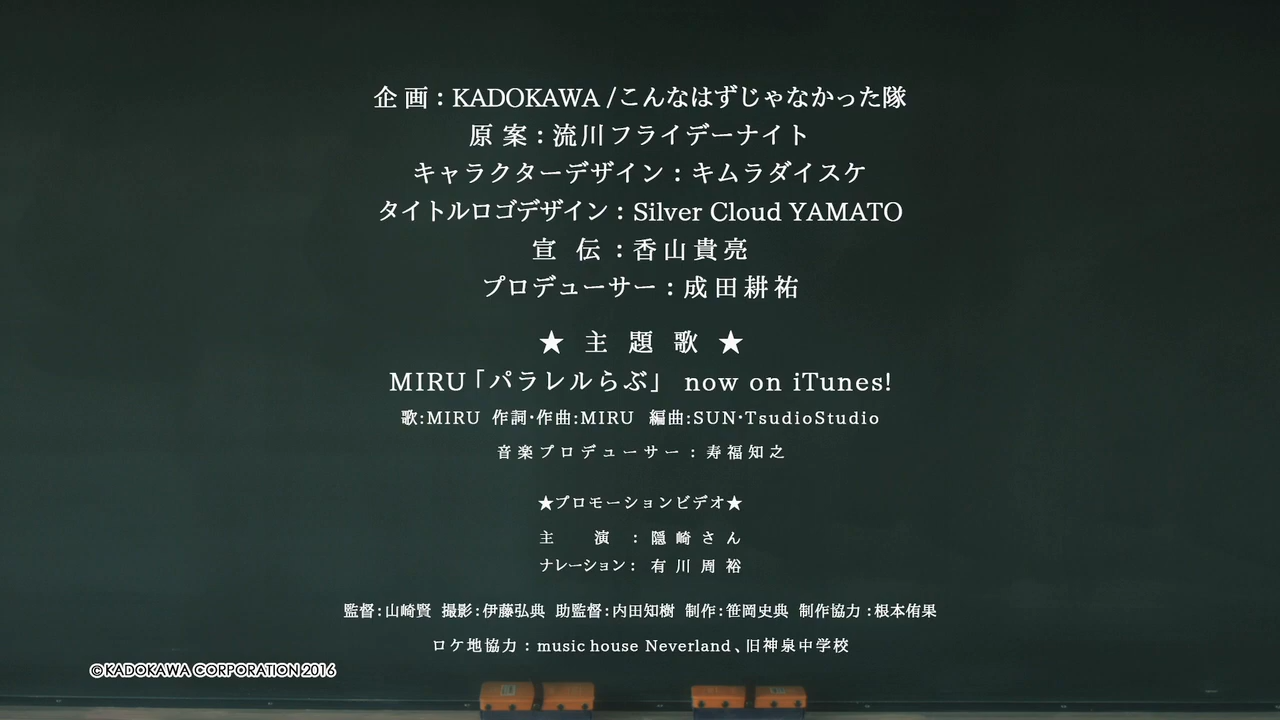 企画：KADOKAWA /こんなはずじゃなかった隊
原案：流川フライデーナイト
キャラクターデザイン：キムラダイスケ
タイトルロゴデザイン：Silver Cloud YAMATO
宣伝：香山貴亮
プロデューサー：成田耕祐
★ 主題歌 ★
MIRU「パラレルらぶ」 now on iTunes!
歌:MIRU 作詞・作曲:MIRU 編曲:SUN・TsudioStudio
音楽プロデューサー：寿福知之
★プロモーションビデオ★
主演：隠崎さん
ナレーション：有川周裕
監督：山崎賢 撮影：伊藤弘典 助監督：内田知樹 制作：笹岡史典 制作協力：根本侑果
ロケ地協力：music house Neverland、旧神泉中学校
©KADOKAWA CORPORATION 2016